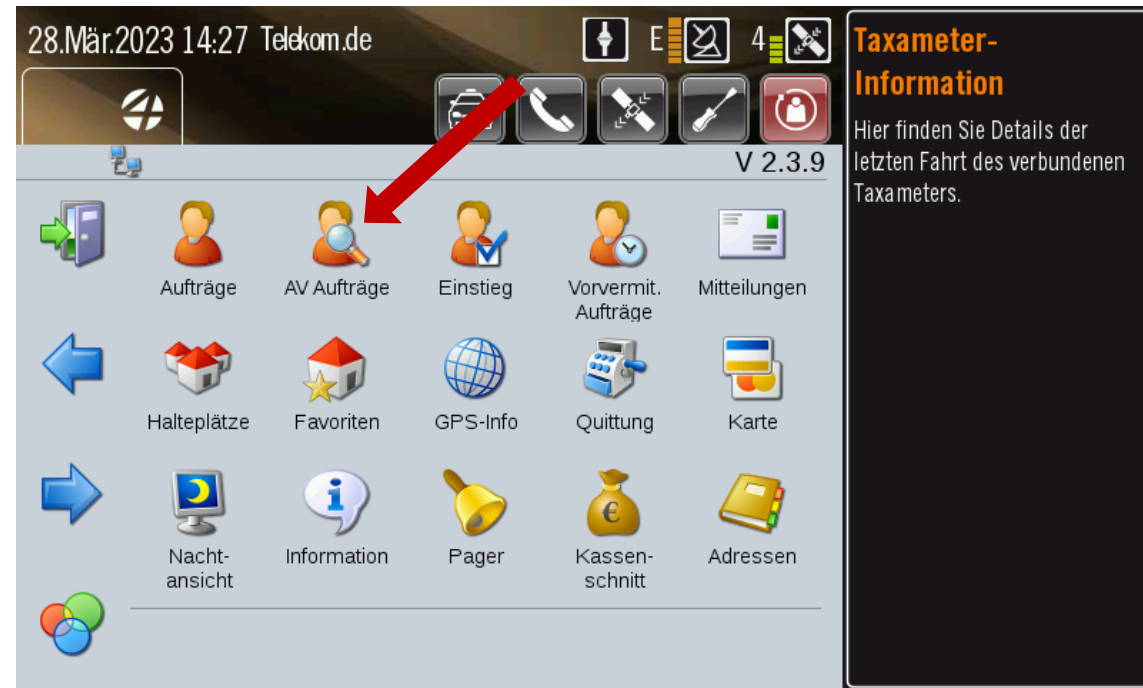 28.Mär.2023 14:27 Telekom.de
E
4
V 2.3.9
Aufträge
AV Aufträge
Einstieg
Vorvermit.
Aufträge
Mitteilungen
Halteplätze
Favoriten
GPS-Info
Quittung
Karte
Nacht-
ansicht
Information
Pager
Kassen-
schnitt
Adressen
Taxameter-
Information
Hier finden Sie Details der
letzten Fahrt des verbundenen
Taxameters.